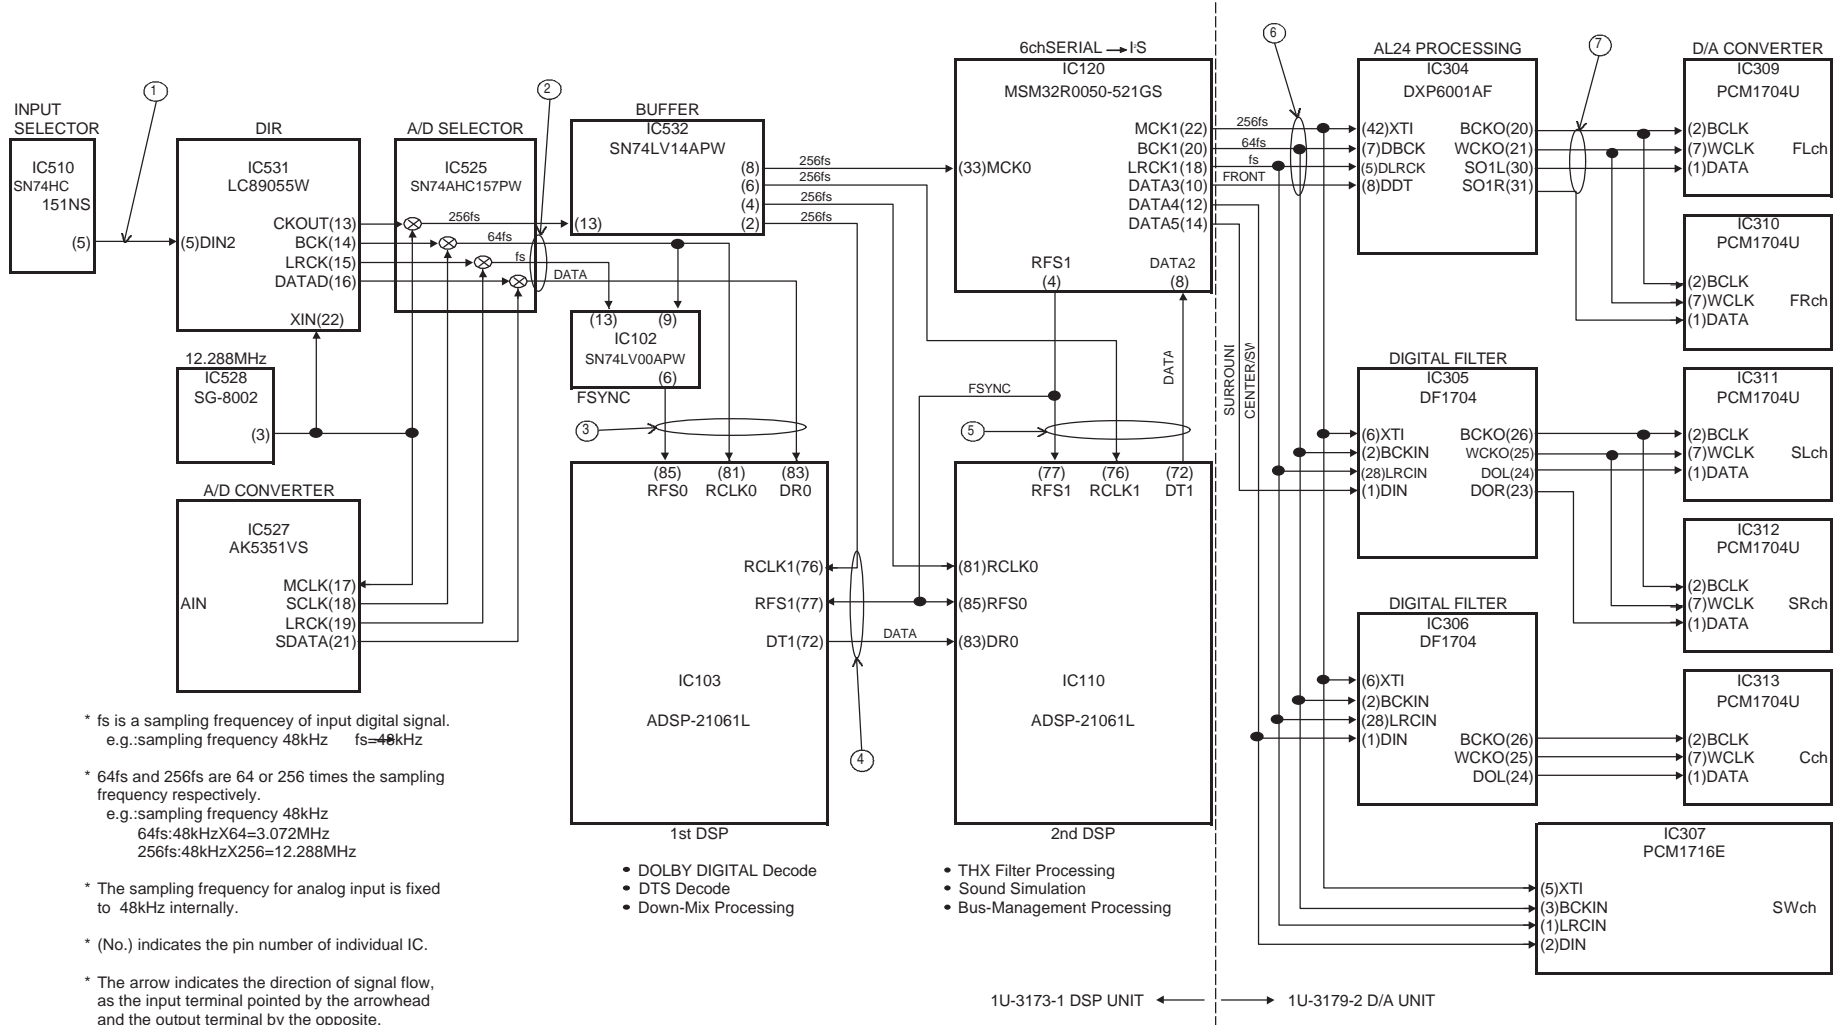 INPUT
SELECTOR
IC510
SN74HC
151NS
(5)
1
DIR
IC531
LC89055W
(5)DIN2
CKOUT(13)
BCK(14)
LRCK(15)
DATAD(16)
XIN(22)
12.288MHz
IC528
SG-8002
(3)
A/D CONVERTER
IC527
AK5351VS
AIN
MCLK(17)
SCLK(18)
LRCK(19)
SDATA(21)
A/D SELECTOR
IC525
SN74AHC157PW
2
256fs
64fs
fs
DATA
BUFFER
IC532
SN74LV14APW
(13)
(8)
(6)
(4)
(2)
256fs
256fs
256fs
256fs
(13)
(9)
IC102
SN74LV00APW
(6)
FSYNC
3
(85)
RFS0
(81)
RCLK0
(83)
DR0
RCLK1(76)
RFS1(77)
DT1(72)
IC103
ADSP-21061L
1st DSP
DATA
4
• DOLBY DIGITAL Decode
• DTS Decode
• Down-Mix Processing
6chSERIAL → I²S
IC120
MSM32R0050-521GS
(33)MCK0
MCK1(22)
BCK1(20)
LRCK1(18)
DATA3(10)
DATA4(12)
DATA5(14)
RFS1
(4)
DATA2
(8)
FSYNC
DATA
5
(77)
RFS1
(76)
RCLK1
(72)
DT1
(81)RCLK0
(85)RFS0
(83)DR0
IC110
ADSP-21061L
2nd DSP
• THX Filter Processing
• Sound Simulation
• Bus-Management Processing
256fs
64fs
fs
FRONT
SURROUNI
CENTER/SW
6
AL24 PROCESSING
IC304
DXP6001AF
(42)XTI
(7)DBCK
(5)DLRCK
(8)DDT
BCKO(20)
WCKO(21)
SO1L(30)
SO1R(31)
7
DIGITAL FILTER
IC305
DF1704
(6)XTI
(2)BCKIN
(28)LRCIN
(1)DIN
BCKO(26)
WCKO(25)
DOL(24)
DOR(23)
DIGITAL FILTER
IC306
DF1704
(6)XTI
(2)BCKIN
(28)LRCIN
(1)DIN
BCKO(26)
WCKO(25)
DOL(24)
D/A CONVERTER
IC309
PCM1704U
(2)BCLK
(7)WCLK
FLch
(1)DATA
IC310
PCM1704U
(2)BCLK
(7)WCLK
FRch
(1)DATA
IC311
PCM1704U
(2)BCLK
(7)WCLK
SLch
(1)DATA
IC312
PCM1704U
(2)BCLK
(7)WCLK
SRch
(1)DATA
IC313
PCM1704U
(2)BCLK
(7)WCLK
Cch
(1)DATA
IC307
PCM1716E
(5)XTI
(3)BCKIN
SWch
(1)LRCIN
(2)DIN
* fs is a sampling frequencey of input digital signal.
e.g.:sampling frequency 48kHz → fs=48kHz
* 64fs and 256fs are 64 or 256 times the sampling
frequency respectively.
e.g.:sampling frequency 48kHz
64fs:48kHzX64=3.072MHz
256fs:48kHzX256=12.288MHz
* The sampling frequency for analog input is fixed
to 48kHz internally.
* (No.) indicates the pin number of individual IC.
* The arrow indicates the direction of signal flow,
as the input terminal pointed by the arrowhead
and the output terminal by the opposite.
1U-3173-1 DSP UNIT ←
→ 1U-3179-2 D/A UNIT